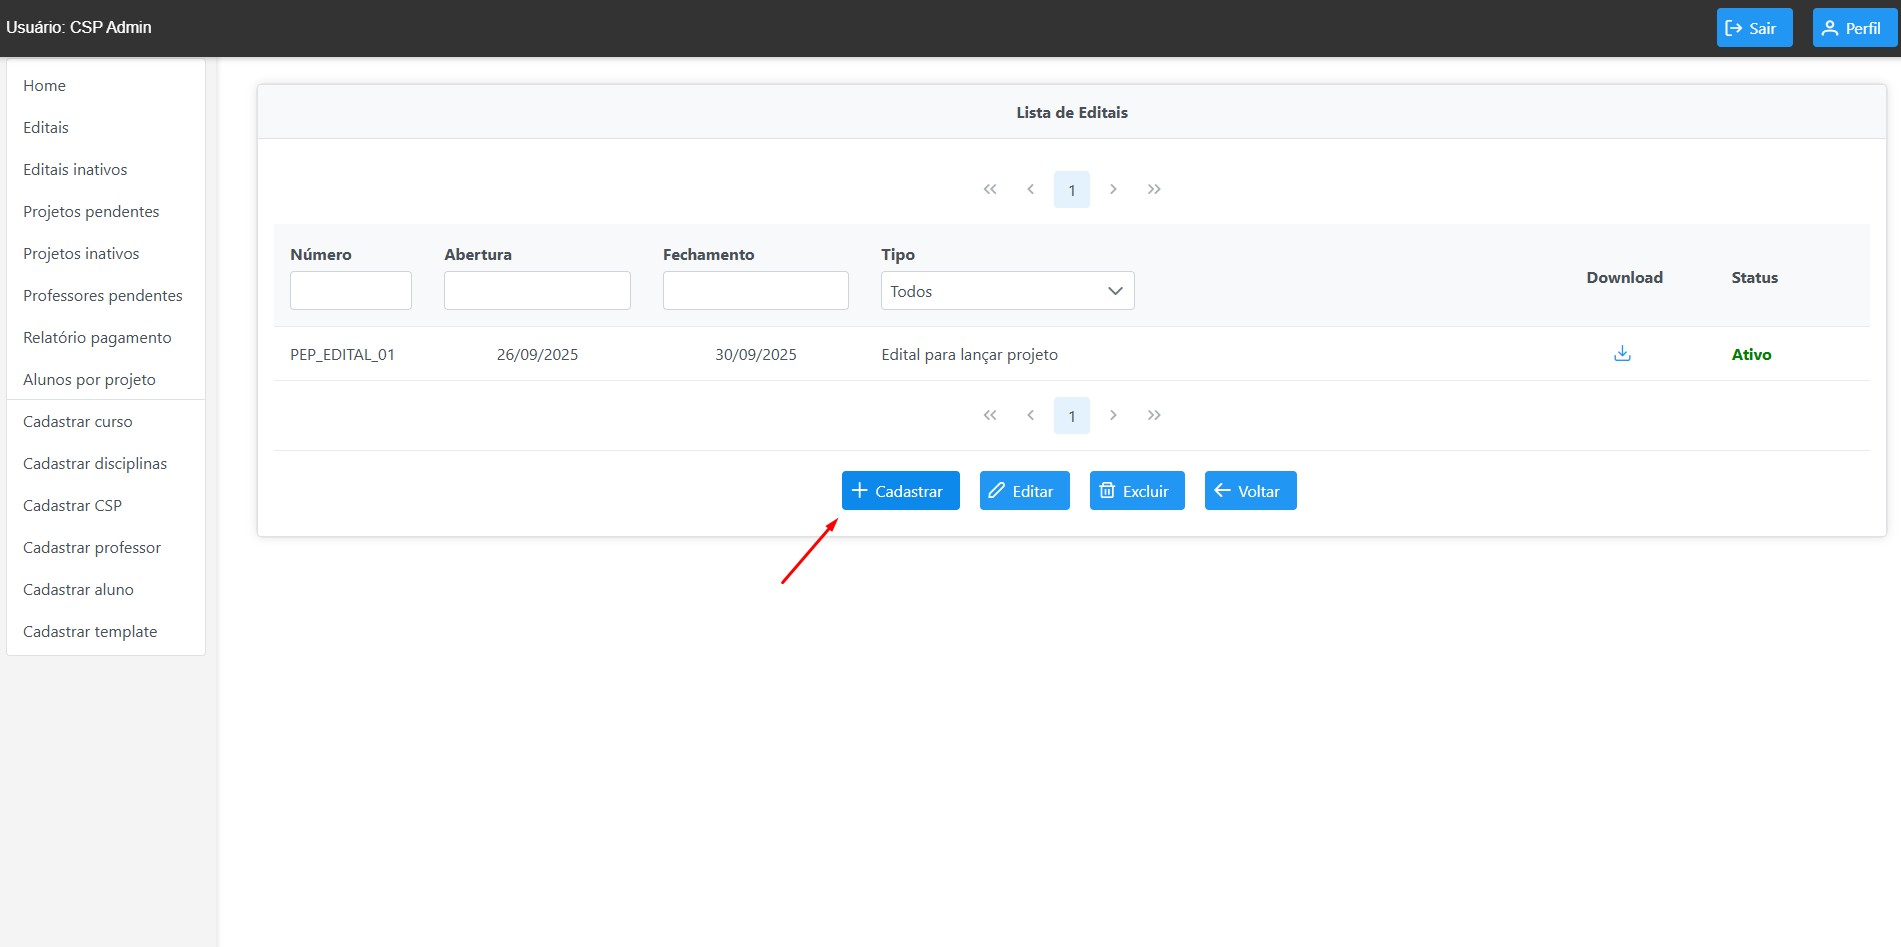 Usuário: CSP Admin
Sair
Perfil
Home
Editais
Editais inativos
Projetos pendentes
Projetos inativos
Professores pendentes
Relatório pagamento
Alunos por projeto
Cadastrar curso
Cadastrar disciplinas
Cadastrar CSP
Cadastrar professor
Cadastrar aluno
Cadastrar template
Lista de Editais
1
Número Abertura Fechamento Tipo Download Status
Todos
PEP_EDITAL_01 26/09/2025 30/09/2025 Edital para lançar projeto Ativo
1
Cadastrar Editar Excluir Voltar